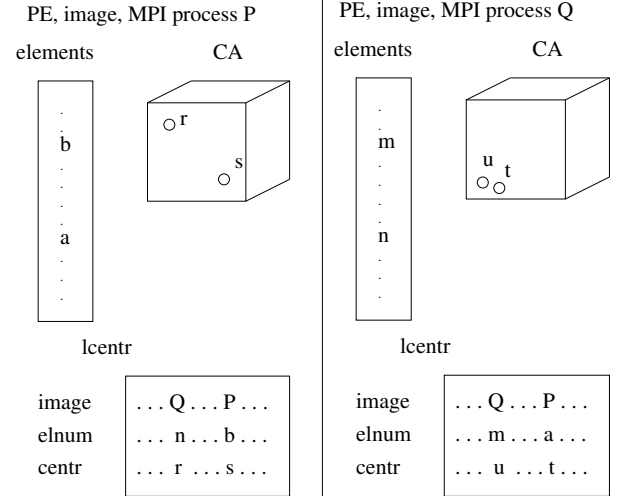 PE, image, MPI process P
elements CA
.
.
b
.
.
.
.
a
.
.
.
.
r
s
lcentr
image . . . Q . . . P . . .
elnum . . . n . . . b . . .
centr . . . r . . . s . . .
PE, image, MPI process Q
elements CA
.
.
m
.
.
.
.
n
.
.
.
u
t
lcentr
image . . . Q . . . P . . .
elnum . . . m . . . a . . .
centr . . . u . . . t . . .